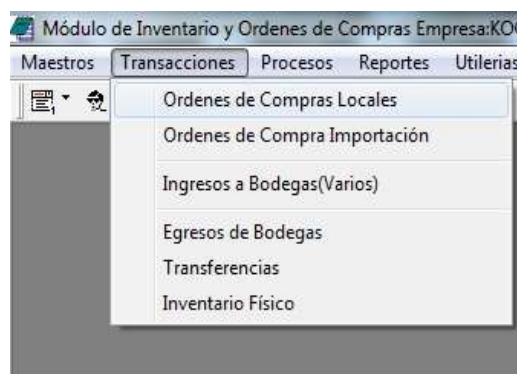 Módulo de Inventario y Ordenes de Compras Empresa:KO
Maestros Transacciones Procesos Reportes Utilerias
Ordenes de Compras Locales
Ordenes de Compra Importación
Ingresos a Bodegas(Varios)
Egresos de Bodegas
Transferencias
Inventario Físico